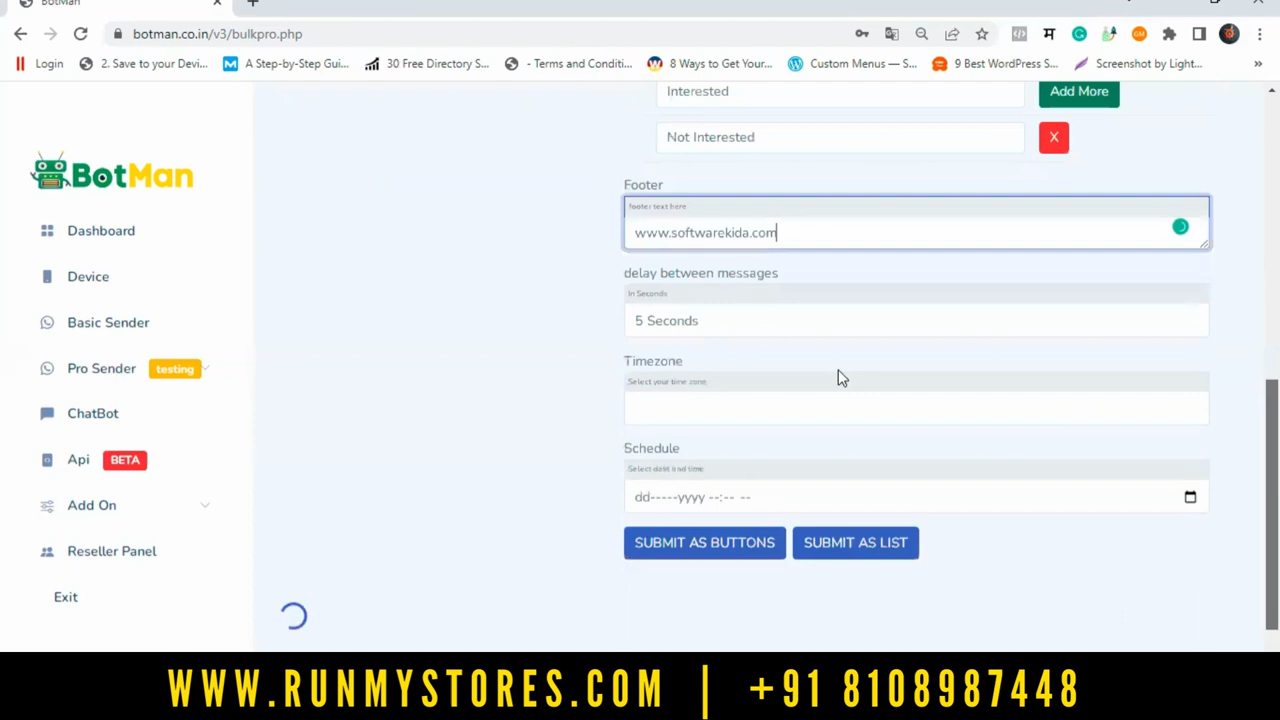 BotMan
botman.co.in/v3/bulkpro.php
Login
2. Save to your Devi...
A Step-by-Step Gui...
30 Free Directory S...
- Terms and Conditi...
8 Ways to Get Your...
Custom Menus — S...
9 Best WordPress S...
Screenshot by Light...
»
BotMan
Dashboard
Device
Basic Sender
Pro Sender testing
ChatBot
Api BETA
Add On
Reseller Panel
Exit
Interested
Add More
Not Interested
X
Footer
footer text here
www.softwarekida.com
delay between messages
In Seconds
5 Seconds
Timezone
Select your time zone
Schedule
Select date and time
dd-----yyyy --:-- --
SUBMIT AS BUTTONS SUBMIT AS LIST
WWW.RUNMYSTORES.COM | +91 8108987448